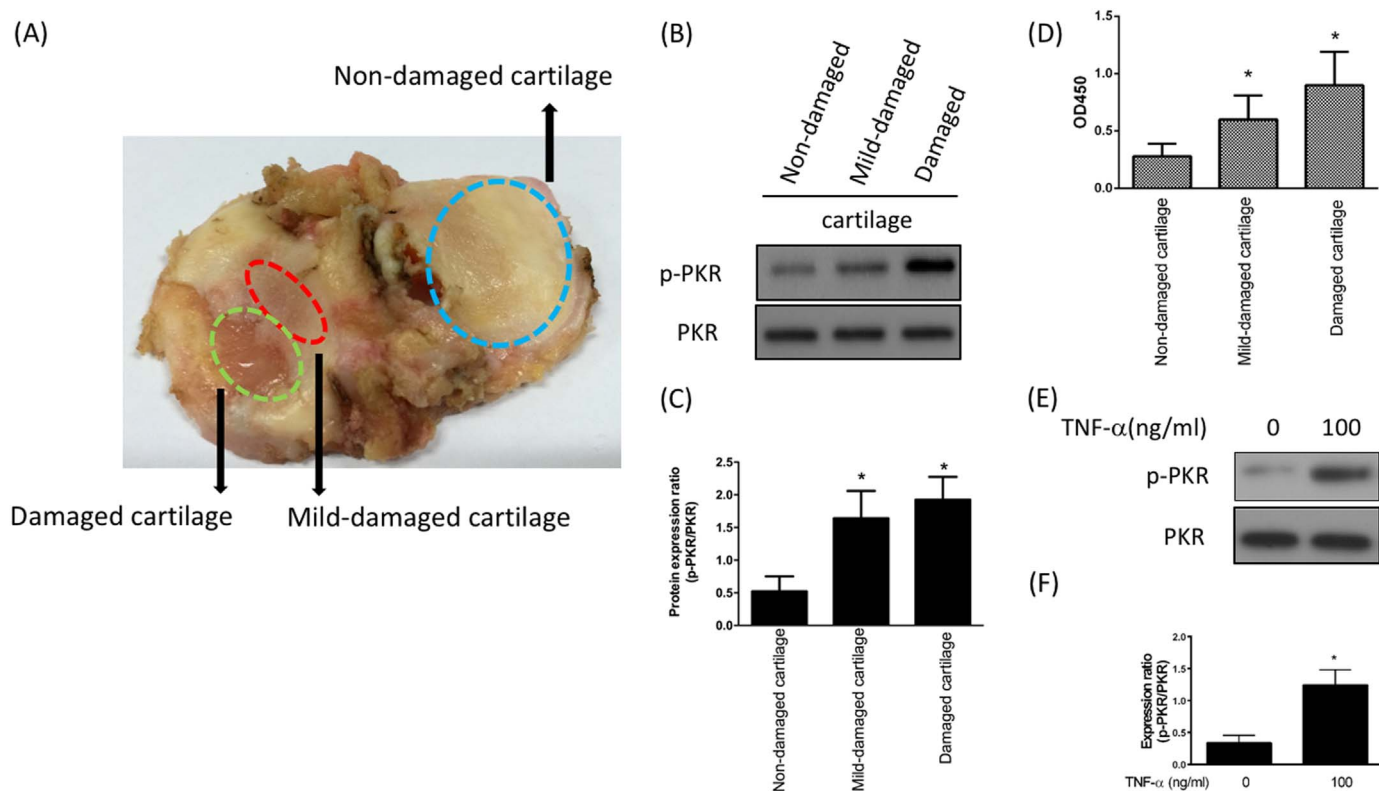 (A)
Non-damaged cartilage
Damaged cartilage
Mild-damaged cartilage
(B)
Non-damaged
Mild-damaged
Damaged
cartilage
p-PKR
PKR
(C)
Protein expression ratio
(p-PKR/PKR)
2.5
2.0
1.5
1.0
0.5
0.0
*
*
Non-damaged cartilage
Mild-damaged cartilage
Damaged cartilage
(D)
OD450
1.5
1.0
0.5
0.0
*
*
Non-damaged cartilage
Mild-damaged cartilage
Damaged cartilage
(E)
TNF-α(ng/ml) 0 100
p-PKR
PKR
(F)
Expression ratio
(p-PKR/PKR)
2.0
1.5
1.0
0.5
0.0
*
TNF-α (ng/ml) 0 100